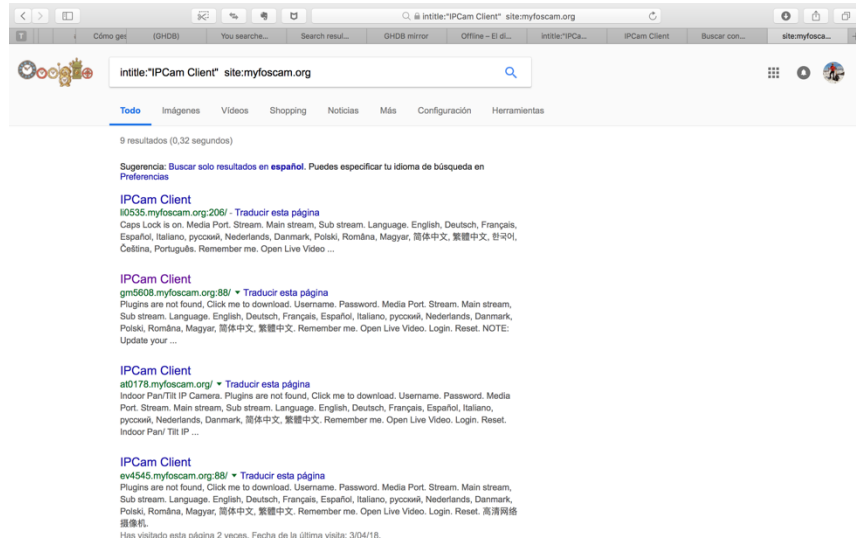 intitle:"IPCam Client" site:myfoscam.org
Cómo ges
(GHDB)
You searche...
Search resul...
GHDB mirror
Offline – El di...
intitle:"IPCa...
IPCam Client
Buscar con...
site:myfosca...
intitle:"IPCam Client" site:myfoscam.org
Todo Imágenes Vídeos Shopping Noticias Más Configuración Herramientas
9 resultados (0,32 segundos)
Sugerencia: Buscar solo resultados en español. Puedes especificar tu idioma de búsqueda en
Preferencias
IPCam Client
li0535.myfoscam.org:206/ - Traducir esta página
Caps Lock is on. Media Port. Stream. Main stream, Sub stream. Language. English, Deutsch, Français,
Español, Italiano, русский, Nederlands, Danmark, Polski, Româna, Magyar, 简体中文, 繁體中文, 한국어,
Čeština, Português. Remember me. Open Live Video ...
IPCam Client
gm5608.myfoscam.org:88/ ▼ Traducir esta página
Plugins are not found, Click me to download. Username. Password. Media Port. Stream. Main stream,
Sub stream. Language. English, Deutsch, Français, Español, Italiano, русский, Nederlands, Danmark,
Polski, Româna, Magyar, 简体中文, 繁體中文. Remember me. Open Live Video. Login. Reset. NOTE:
Update your ...
IPCam Client
at0178.myfoscam.org/ ▼ Traducir esta página
Indoor Pan/Tilt IP Camera. Plugins are not found, Click me to download. Username. Password. Media
Port. Stream. Main stream, Sub stream. Language. English, Deutsch, Français, Español, Italiano,
русский, Nederlands, Danmark, 简体中文, 繁體中文. Remember me. Open Live Video. Login. Reset.
Indoor Pan/ Tilt IP ...
IPCam Client
ev4545.myfoscam.org:88/ ▼ Traducir esta página
Plugins are not found, Click me to download. Username. Password. Media Port. Stream. Main stream,
Sub stream. Language. English, Deutsch, Français, Español, Italiano, русский, Nederlands, Danmark,
Polski, Româna, Magyar, 简体中文, 繁體中文. Remember me. Open Live Video. Login. Reset. 高清网络
摄像机.
Has visitado esta página 2 veces. Fecha de la última visita: 3/04/18.